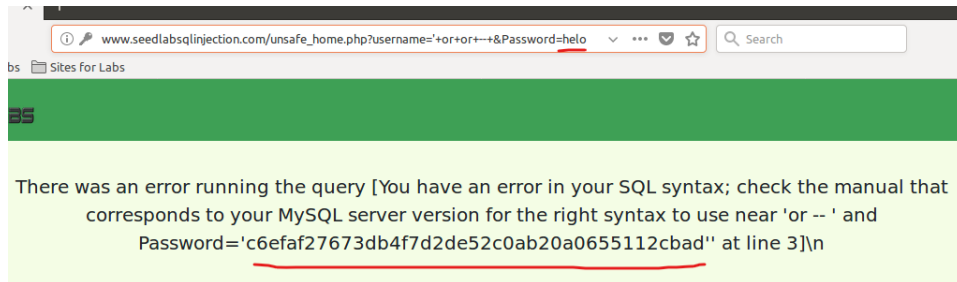 www.seedlabsqlinjection.com/unsafe_home.php?username='+or+or+--+&Password=helo
Search
bs Sites for Labs
BS
There was an error running the query [You have an error in your SQL syntax; check the manual that
corresponds to your MySQL server version for the right syntax to use near 'or -- ' and
Password='c6efaf27673db4f7d2de52c0ab20a0655112cbad'' at line 3]\n